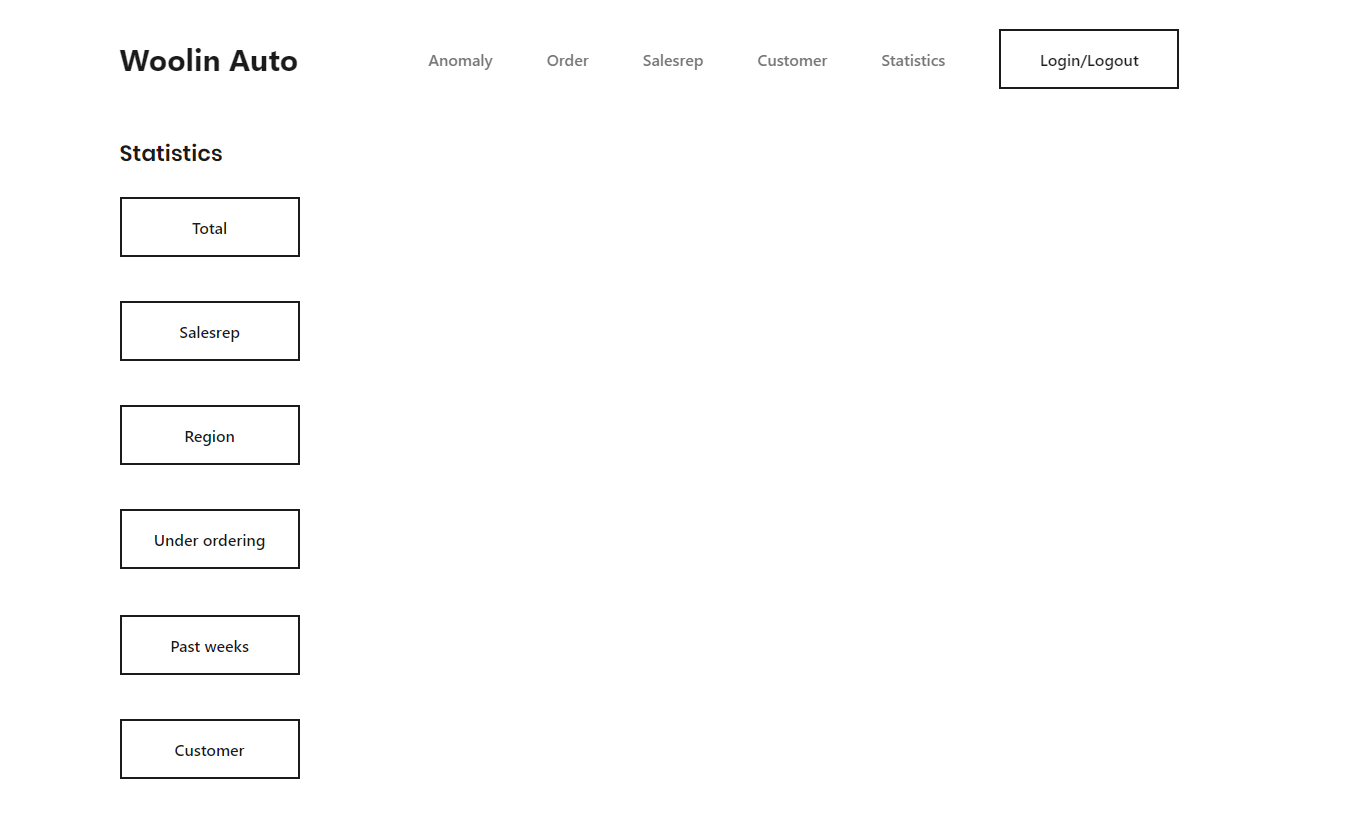 Woolin Auto Anomaly Order Salesrep Customer Statistics Login/Logout
Statistics
Total
Salesrep
Region
Under ordering
Past weeks
Customer